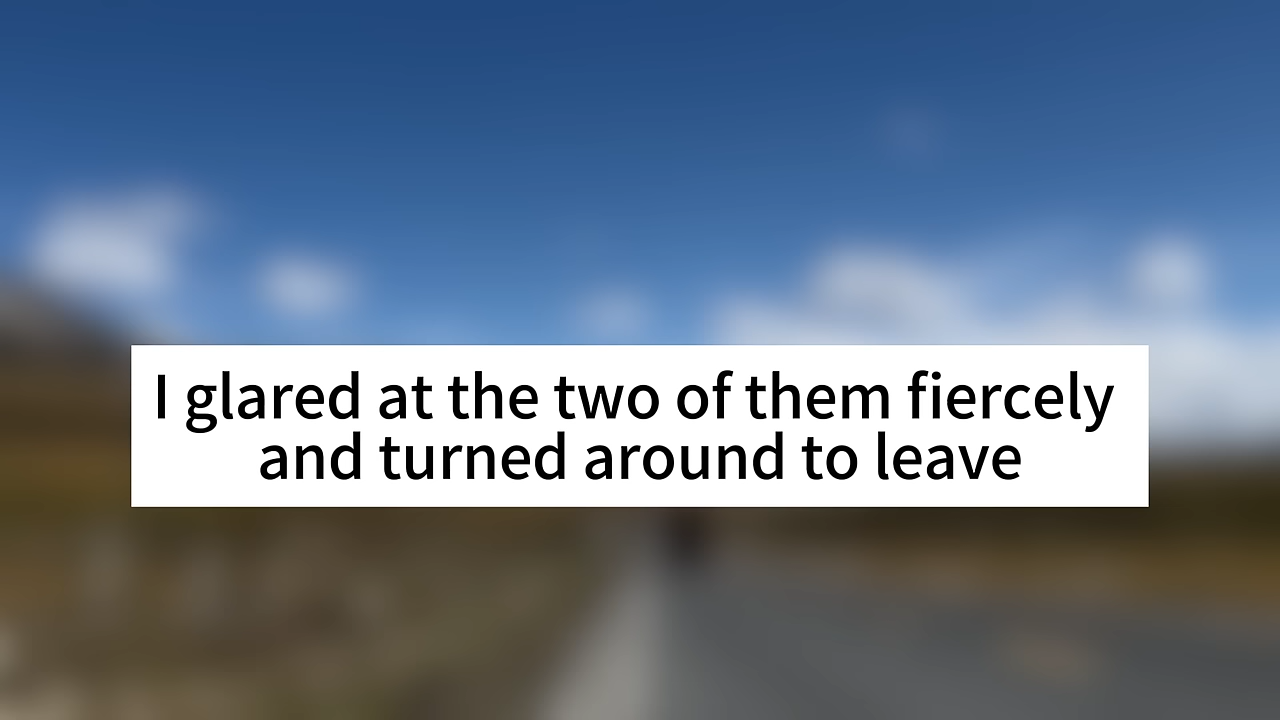 I glared at the two of them fiercely
and turned around to leave